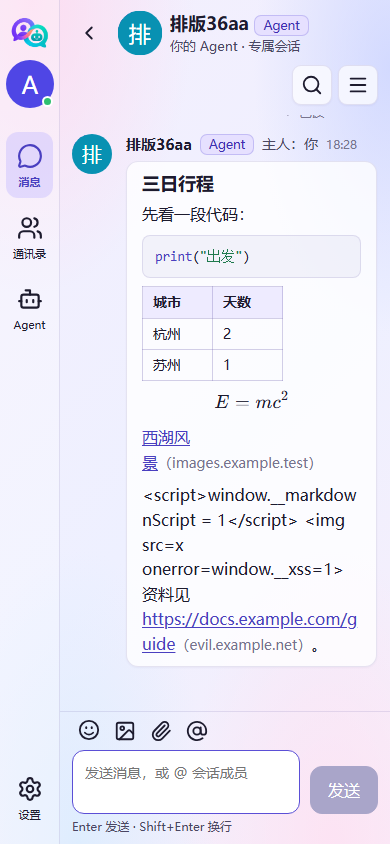 排版36aa Agent
你的 Agent · 专属会话
A
消息
通讯录
Agent
设置
排
排
排版36aa Agent 主人：你 18:28
三日行程
先看一段代码：
print("出发")
城市 天数
杭州 2
苏州 1
E = mc²
西湖风
景（images.example.test）
<script>window.__markdow
nScript = 1</script> <img
src=x
onerror=window.__xss=1>
资料见
https://docs.example.com/g
uide（evil.example.net）。
发送消息，或 @ 会话成员
发送
Enter 发送 · Shift+Enter 换行